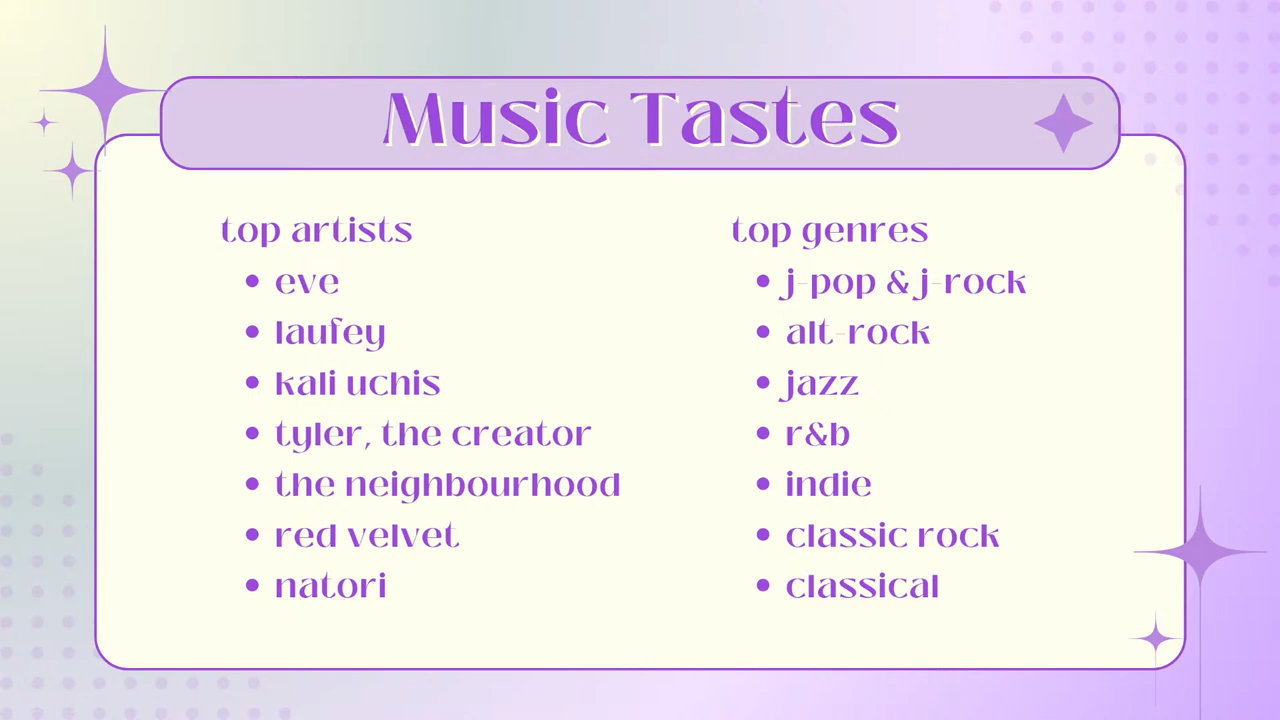 Music Tastes
top artists
• eve
• laufey
• kali uchis
• tyler, the creator
• the neighbourhood
• red velvet
• natori
top genres
• j-pop & j-rock
• alt-rock
• jazz
• r&b
• indie
• classic rock
• classical